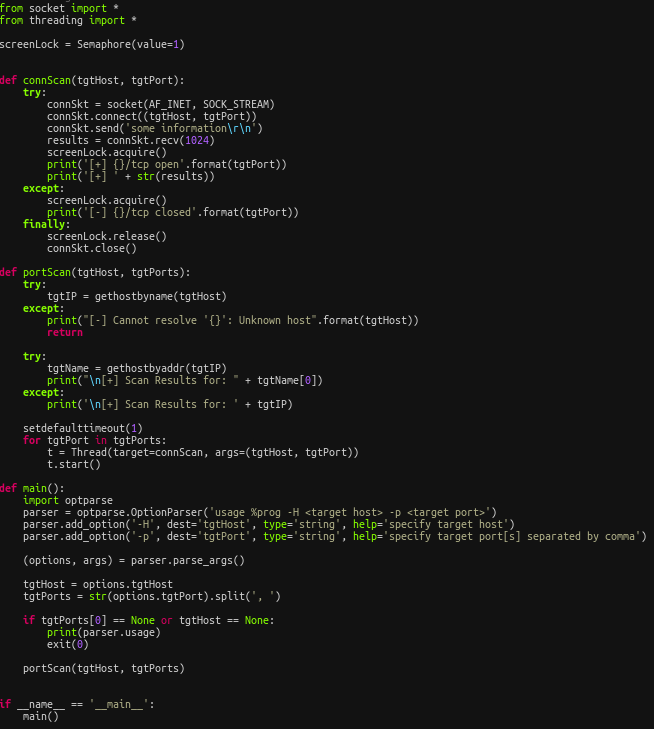 from socket import *
from threading import *
screenLock = Semaphore(value=1)
def connScan(tgtHost, tgtPort):
    try:
        connSkt = socket(AF_INET, SOCK_STREAM)
        connSkt.connect((tgtHost, tgtPort))
        connSkt.send('some information\r\n')
        results = connSkt.recv(1024)
        screenLock.acquire()
        print('[+] {}/tcp open'.format(tgtPort))
        print('[+] ' + str(results))
    except:
        screenLock.acquire()
        print('[-] {}/tcp closed'.format(tgtPort))
    finally:
        screenLock.release()
        connSkt.close()
def portScan(tgtHost, tgtPorts):
    try:
        tgtIP = gethostbyname(tgtHost)
    except:
        print("[-] Cannot resolve '{}': Unknown host".format(tgtHost))
        return
    try:
        tgtName = gethostbyaddr(tgtIP)
        print("\n[+] Scan Results for: " + tgtName[0])
    except:
        print('\n[+] Scan Results for: ' + tgtIP)
    setdefaulttimeout(1)
    for tgtPort in tgtPorts:
        t = Thread(target=connScan, args=(tgtHost, tgtPort))
        t.start()
def main():
    import optparse
    parser = optparse.OptionParser('usage %prog -H <target host> -p <target port>')
    parser.add_option('-H', dest='tgtHost', type='string', help='specify target host')
    parser.add_option('-p', dest='tgtPort', type='string', help='specify target port[s] separated by comma')
    (options, args) = parser.parse_args()
    tgtHost = options.tgtHost
    tgtPorts = str(options.tgtPort).split(', ')
    if tgtPorts[0] == None or tgtHost == None:
        print(parser.usage)
        exit(0)
    portScan(tgtHost, tgtPorts)
if __name__ == '__main__':
    main()